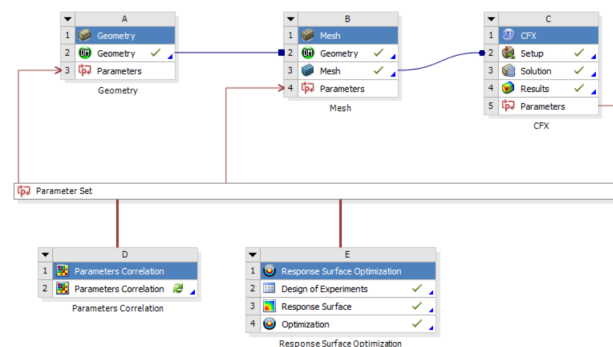 A
1 Geometry
2 Geometry
3 Parameters
Geometry
B
1 Mesh
2 Geometry
3 Mesh
4 Parameters
Mesh
C
1 CFX
2 Setup
3 Solution
4 Results
5 Parameters
CFX
Parameter Set
D
1 Parameters Correlation
2 Parameters Correlation
Parameters Correlation
E
1 Response Surface Optimization
2 Design of Experiments
3 Response Surface
4 Optimization
Response Surface Optimization